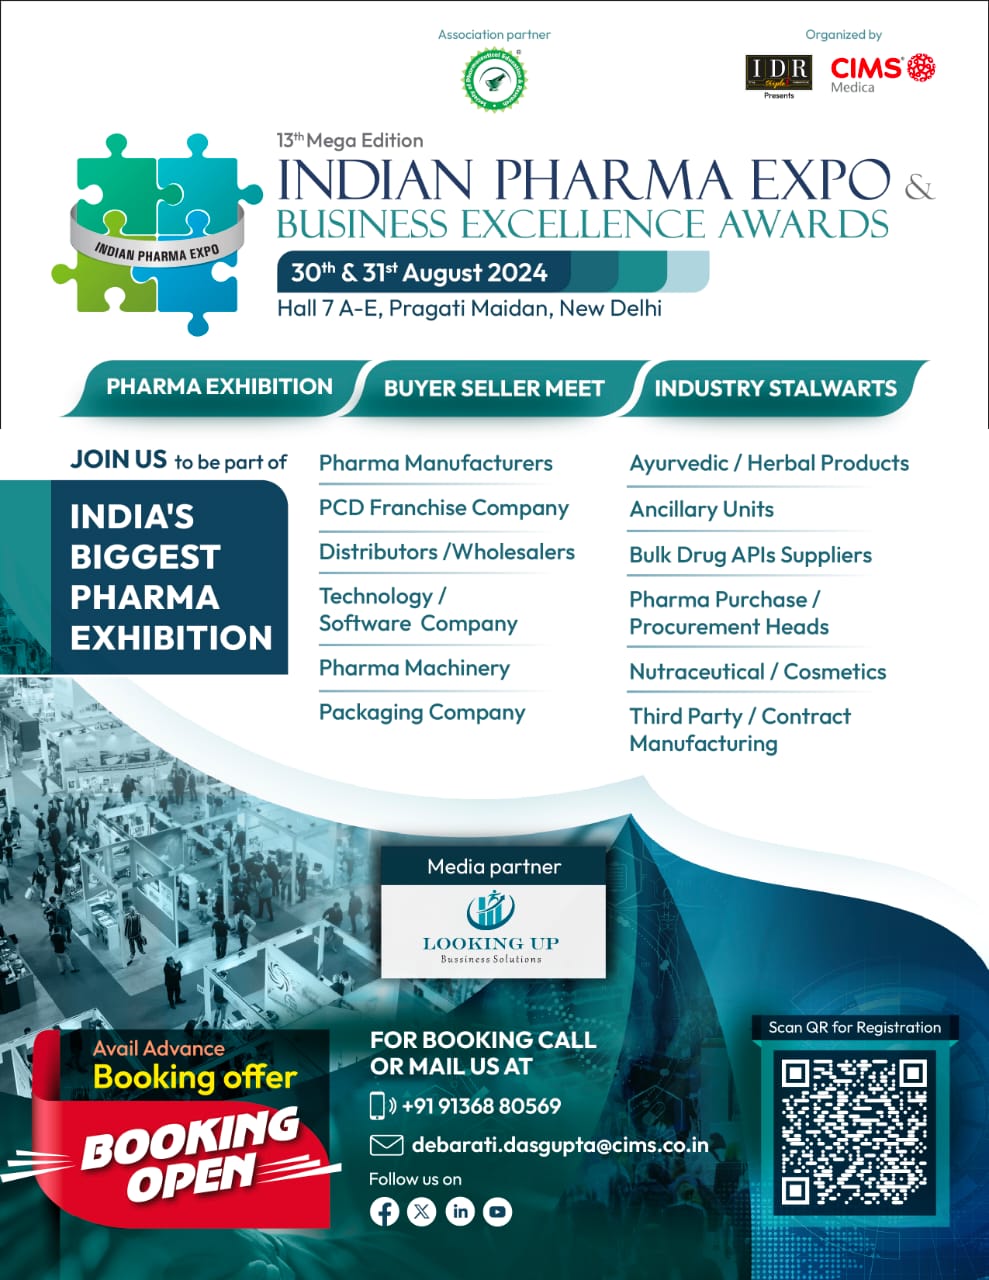 Association partner
Organized by
Society of Pharmaceutical Education & Research
®
IDR
Presents
CIMS®
Medica
13th Mega Edition
INDIAN PHARMA EXPO &
BUSINESS EXCELLENCE AWARDS
INDIAN PHARMA EXPO
30th & 31st August 2024
Hall 7 A-E, Pragati Maidan, New Delhi
PHARMA EXHIBITION
BUYER SELLER MEET
INDUSTRY STALWARTS
JOIN US to be part of
INDIA'S
BIGGEST
PHARMA
EXHIBITION
Pharma Manufacturers
PCD Franchise Company
Distributors /Wholesalers
Technology /
Software Company
Pharma Machinery
Packaging Company
Ayurvedic / Herbal Products
Ancillary Units
Bulk Drug APIs Suppliers
Pharma Purchase /
Procurement Heads
Nutraceutical / Cosmetics
Third Party / Contract
Manufacturing
Media partner
LOOKING UP
Bussiness Solutions
Avail Advance
Booking offer
BOOKING
OPEN
FOR BOOKING CALL
OR MAIL US AT
+91 91368 80569
debarati.dasgupta@cims.co.in
Follow us on
Scan QR for Registration